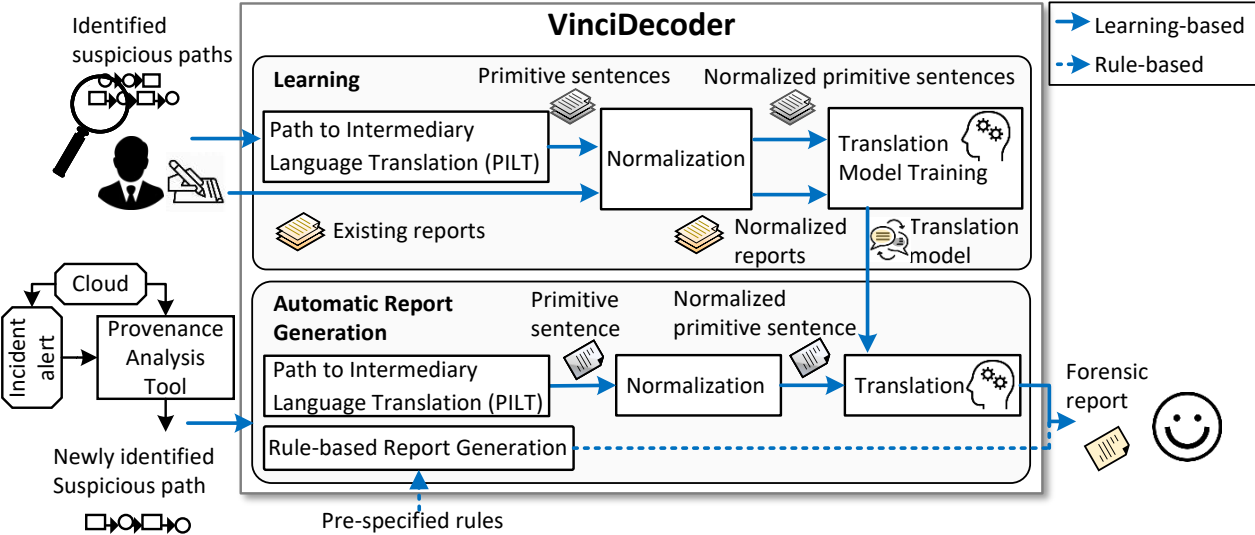 VinciDecoder
Learning-based
Rule-based
Identified
suspicious paths
Learning
Primitive sentences
Normalized primitive sentences
Path to Intermediary
Language Translation (PILT)
Normalization
Translation
Model Training
Existing reports
Normalized
reports
Translation
model
Cloud
Incident
alert
Provenance
Analysis
Tool
Newly identified
Suspicious path
Automatic Report
Generation
Primitive
sentence
Normalized
primitive sentence
Path to Intermediary
Language Translation (PILT)
Normalization
Translation
Rule-based Report Generation
Forensic
report
Pre-specified rules